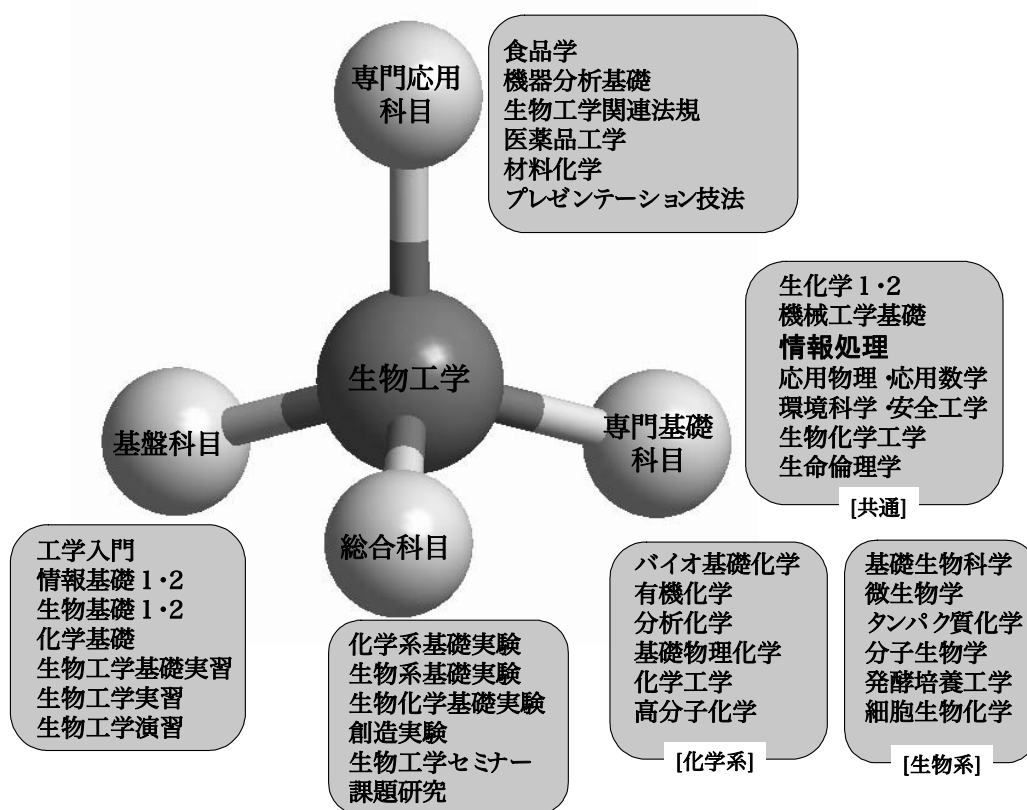 専門応用
科目
食品学
機器分析基礎
生物工学関連法規
医薬品工学
材料化学
プレゼンテーション技法
生物工学
基盤科目
専門基礎
科目
総合科目
生化学1・2
機械工学基礎
情報処理
応用物理・応用数学
環境科学・安全工学
生物化学工学
生命倫理学
[共通]
工学入門
情報基礎1・2
生物基礎1・2
化学基礎
生物工学基礎実習
生物工学実習
生物工学演習
化学系基礎実験
生物系基礎実験
生物化学基礎実験
創造実験
生物工学セミナー
課題研究
バイオ基礎化学
有機化学
分析化学
基礎物理化学
化学工学
高分子化学
[化学系]
基礎生物科学
微生物学
タンパク質化学
分子生物学
発酵培養工学
細胞生物化学
[生物系]